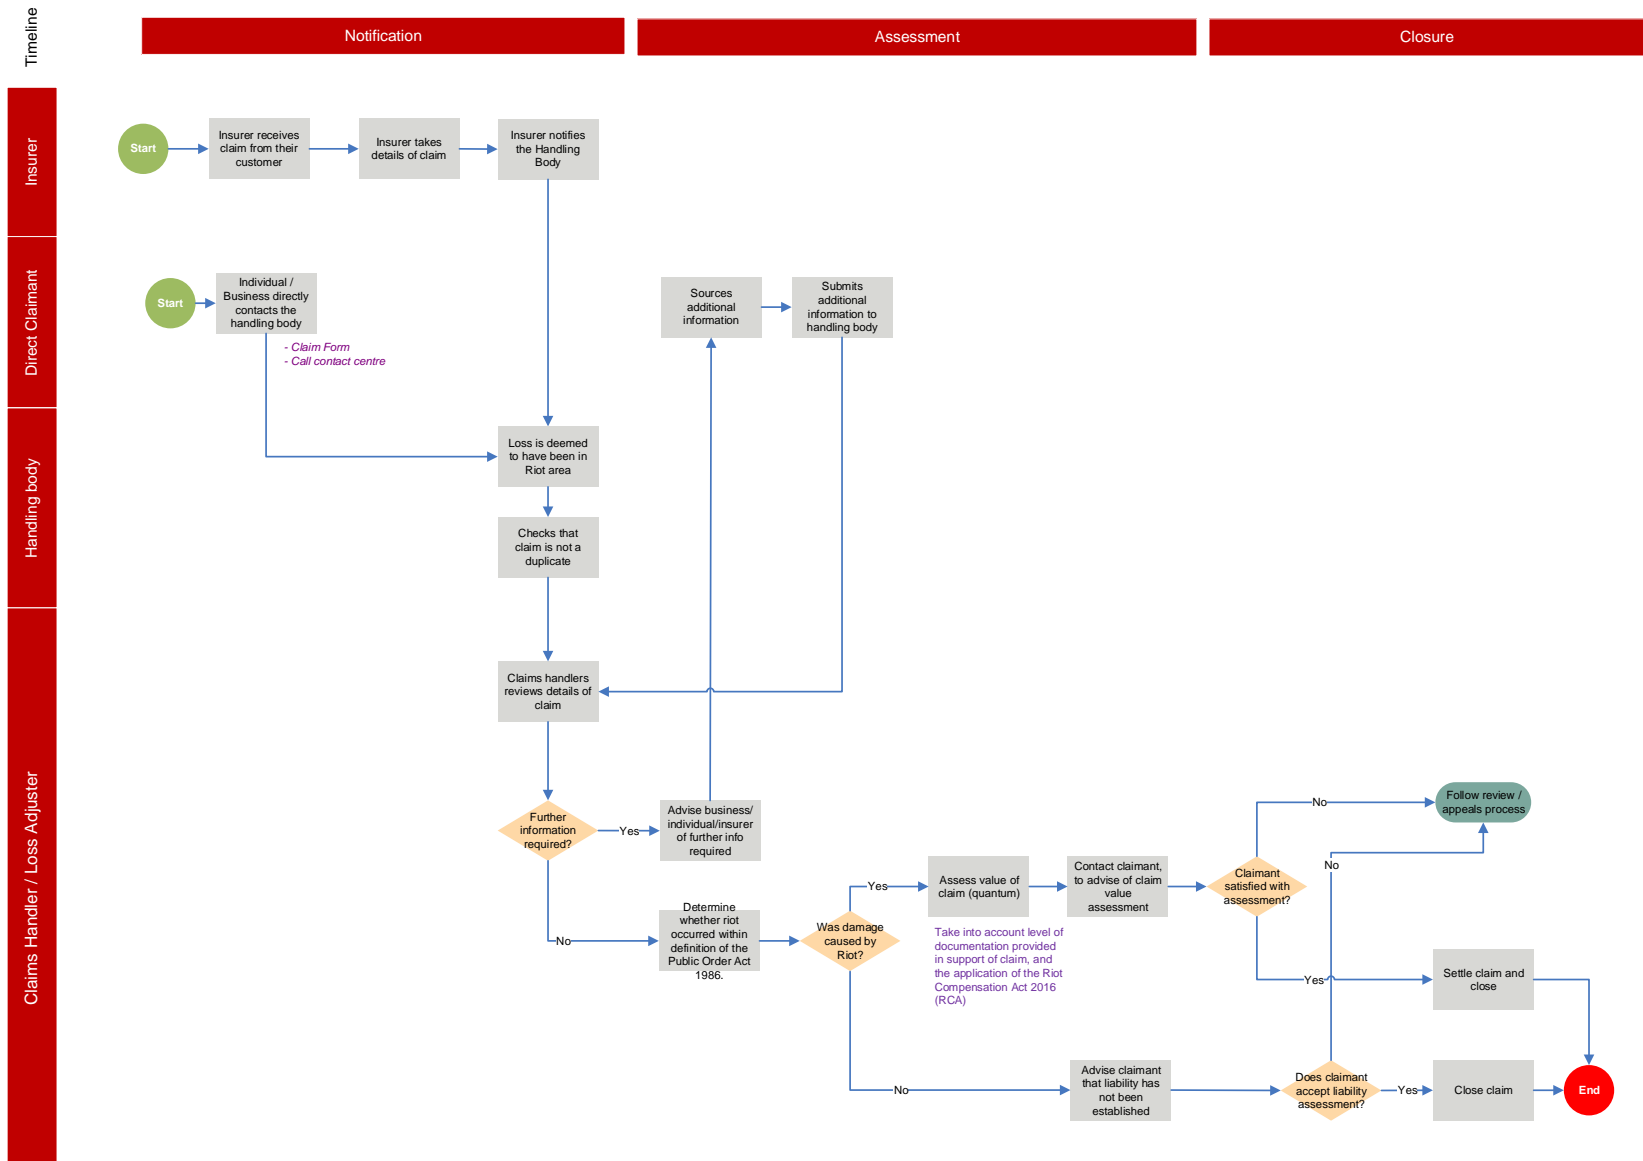 Timeline
Notification
Assessment
Closure
Insurer
Start
Insurer receives
claim from their
customer
Insurer takes
details of claim
Insurer notifies
the Handling
Body
Direct Claimant
Start
Individual /
Business directly
contacts the
handling body
- Claim Form
- Call contact centre
Sources
additional
information
Submits
additional
information to
handling body
Handling body
Loss is deemed
to have been in
Riot area
Checks that
claim is not a
duplicate
Claims Handler / Loss Adjuster
Claims handlers
reviews details of
claim
Further
information
required?
Yes
Advise business/
individual/insurer
of further info
required
No
Determine
whether riot
occurred within
definition of the
Public Order Act
1986.
Was damage
caused by
Riot?
Yes
Assess value of
claim (quantum)
Take into account level of
documentation provided
in support of claim, and
the application of the Riot
Compensation Act 2016
(RCA)
Contact claimant,
to advise of claim
value
assessment
Claimant
satisfied with
assessment?
No
Follow review /
appeals process
No
Yes
Settle claim and
close
No
Advise claimant
that liability has
not been
established
Does claimant
accept liability
assessment?
Yes
Close claim
End